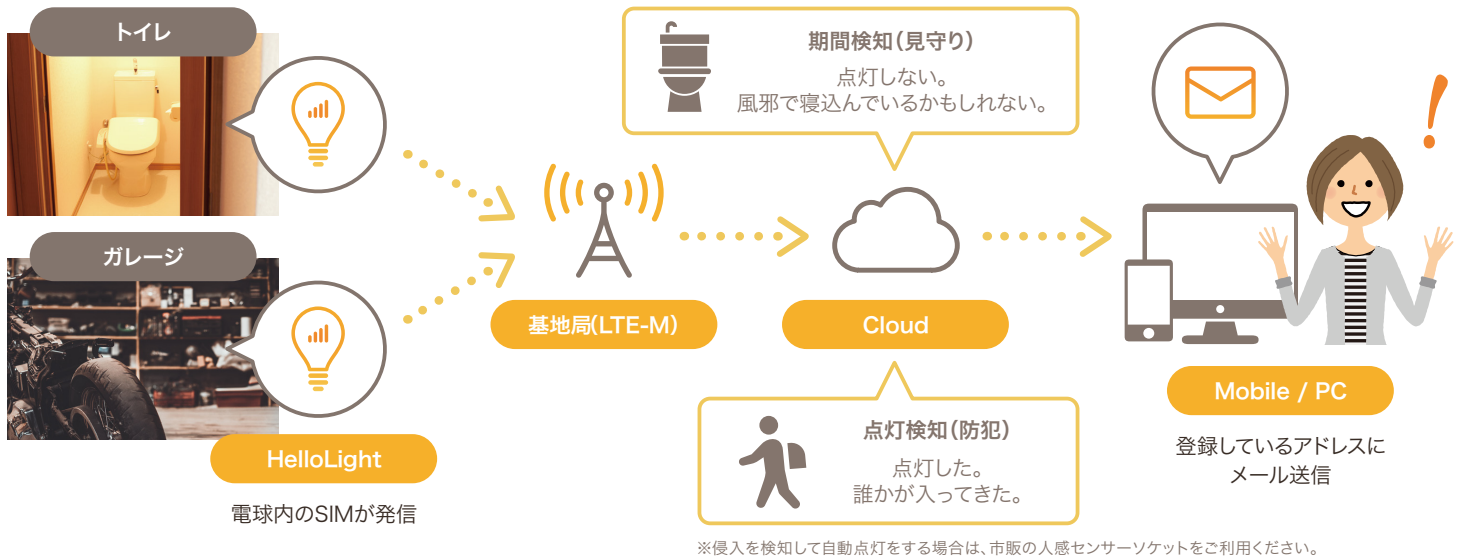 トイレ
ガレージ
HelloLight
電球内のSIMが発信
基地局(LTE-M)
期間検知(見守り)
点灯しない。
風邪で寝込んでいるかもしれない。
Cloud
点灯検知(防犯)
点灯した。
誰かが入ってきた。
Mobile / PC
登録しているアドレスに
メール送信
※侵入を検知して自動点灯をする場合は、市販の人感センサーソケットをご利用ください。